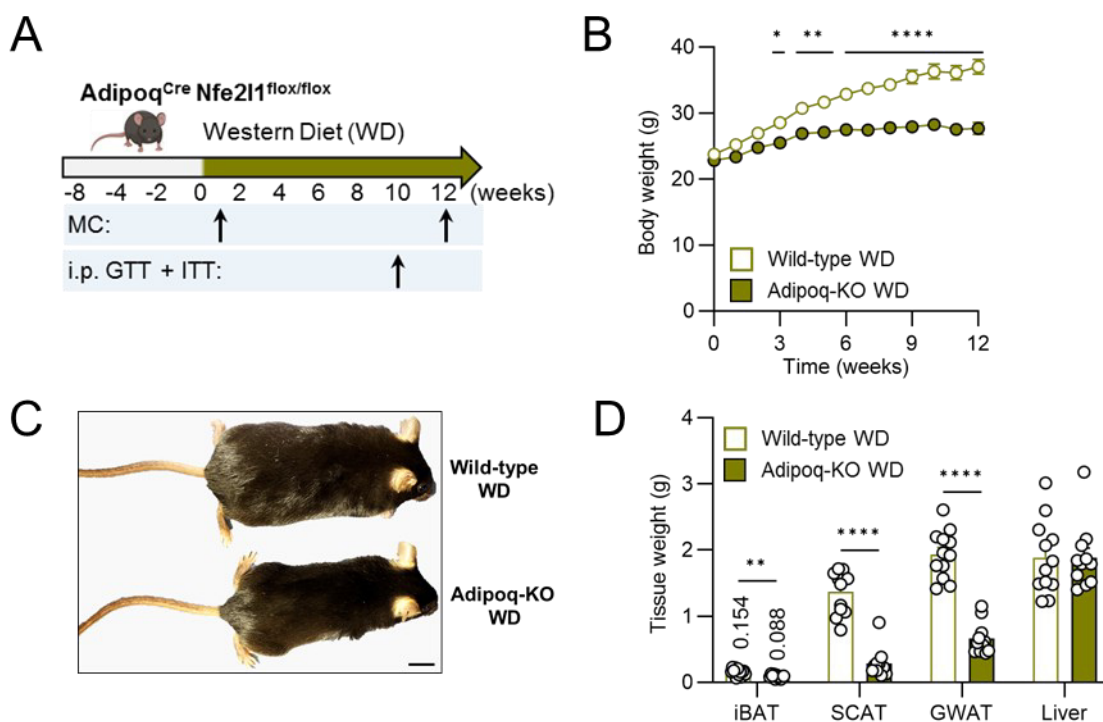 A
Adipoq^Cre Nfe2l1^flox/flox
Western Diet (WD)
-8 -4 -2 0 2 4 6 8 10 12 (weeks)
MC:
i.p. GTT + ITT:
B
* ** ****
Body weight (g)
40
30
20
10
0
Wild-type WD
Adipoq-KO WD
0 3 6 9 12
Time (weeks)
C
Wild-type
WD
Adipoq-KO
WD
D
Wild-type WD
Adipoq-KO WD
Tissue weight (g)
4
3
2
1
0
**
****
****
0.154
0.088
iBAT SCAT GWAT Liver